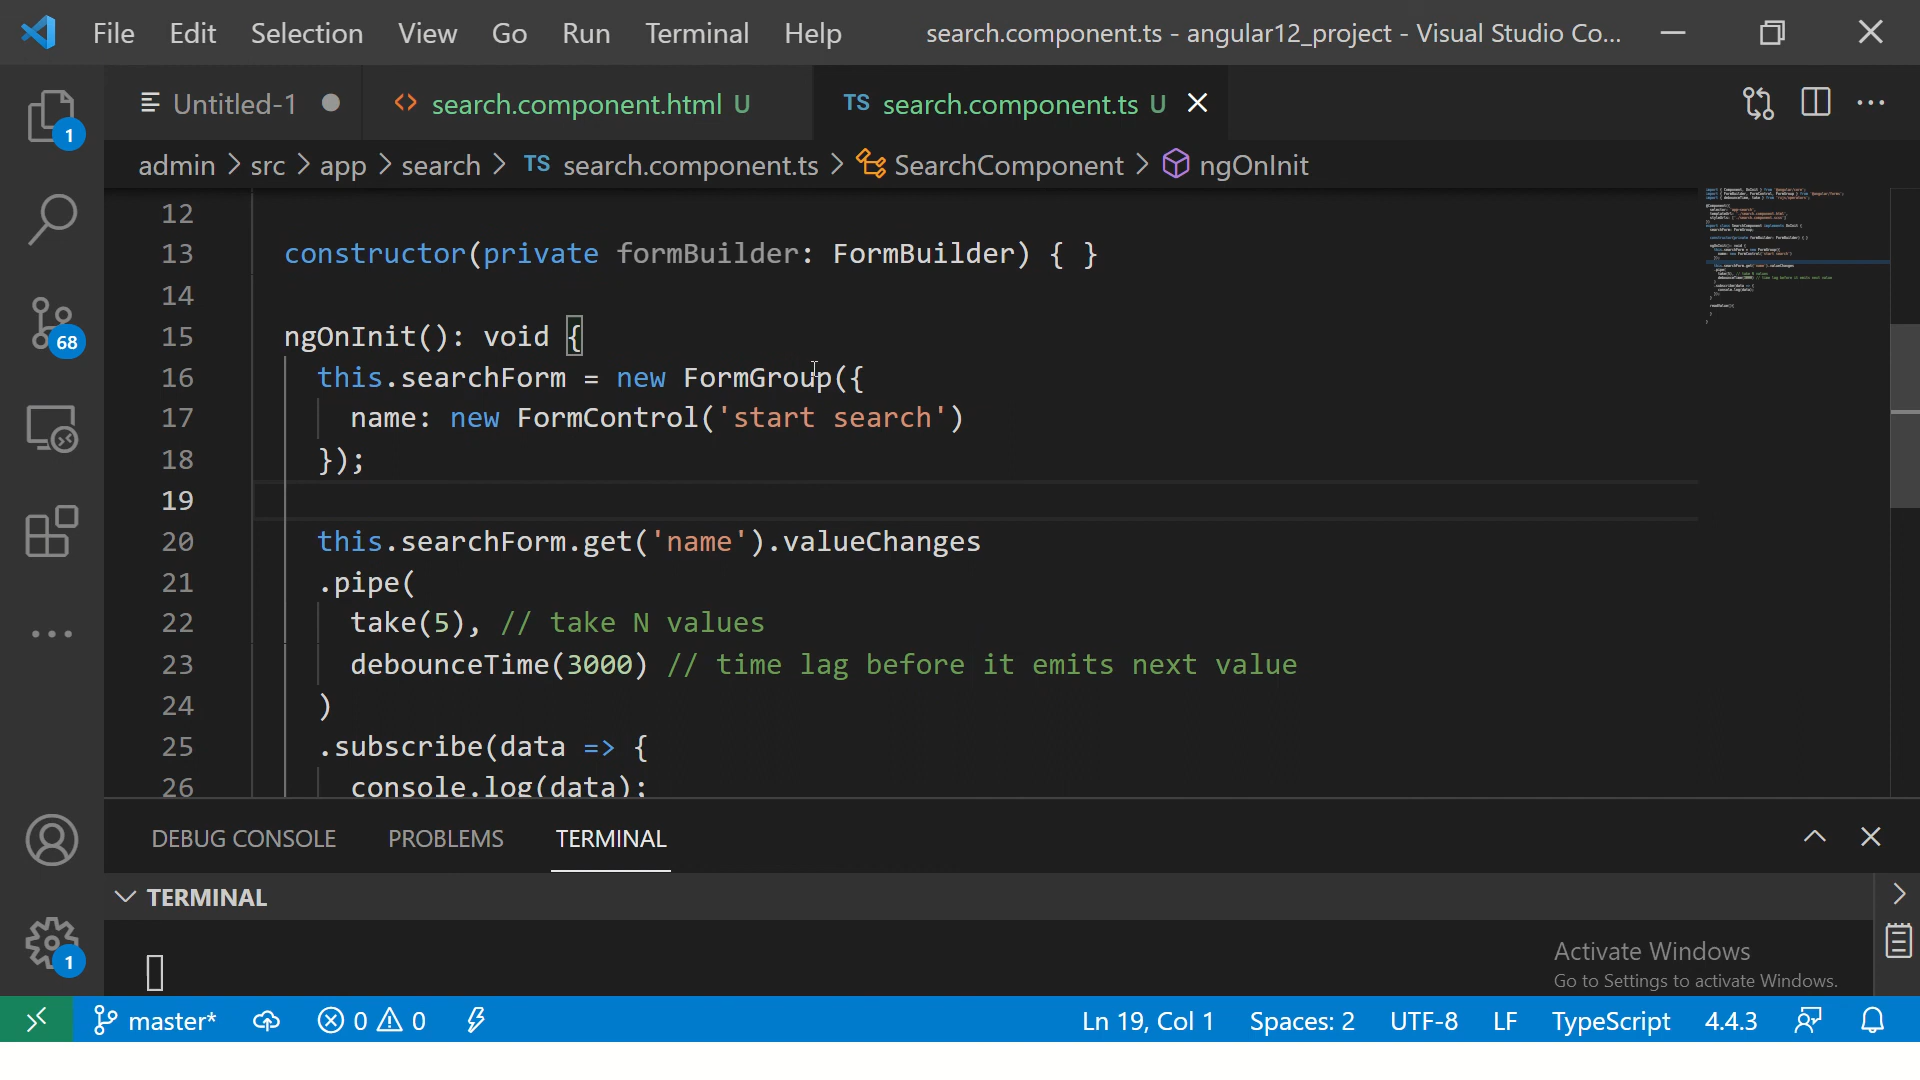 File Edit Selection View Go Run Terminal Help search.component.ts - angular12_project - Visual Studio Co...
Untitled-1 search.component.html U TS search.component.ts U
admin > src > app > search > TS search.component.ts > SearchComponent > ngOnInit
12
13 constructor(private formBuilder: FormBuilder) { }
14
15 ngOnInit(): void {
16 this.searchForm = new FormGroup({
17 name: new FormControl('start search')
18 });
19
20 this.searchForm.get('name').valueChanges
21 .pipe(
22 take(5), // take N values
23 debounceTime(3000) // time lag before it emits next value
24 )
25 .subscribe(data => {
26 console.log(data);
1
68
1
DEBUG CONSOLE PROBLEMS TERMINAL
TERMINAL
Activate Windows
Go to Settings to activate Windows.
master* 0 0 Ln 19, Col 1 Spaces: 2 UTF-8 LF TypeScript 4.4.3